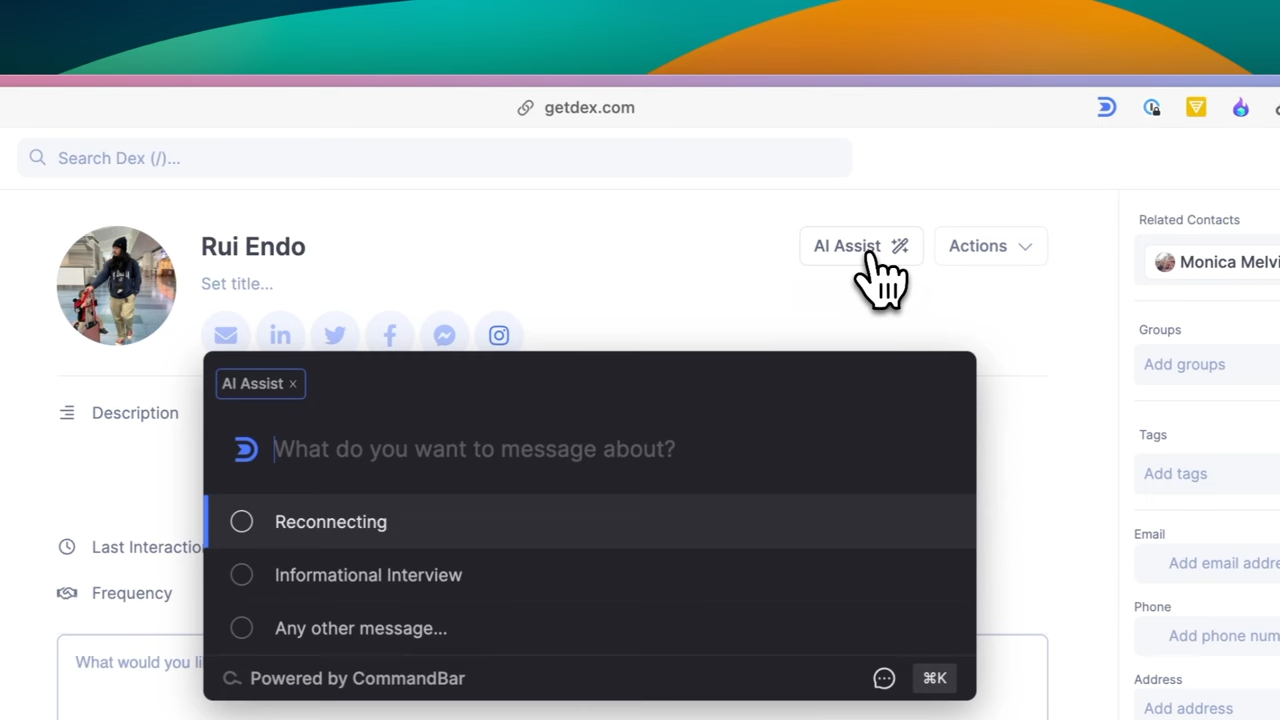 getdex.com
Search Dex (/)...
Rui Endo
Set title...
AI Assist
Actions
Related Contacts
Monica Melvi
Groups
Add groups
Tags
Add tags
Email
Add email addre
Phone
Add phone num
Address
Add address
Description
Last Interactio
Frequency
What would you li
AI Assist ×
What do you want to message about?
Reconnecting
Informational Interview
Any other message...
Powered by CommandBar
⌘K